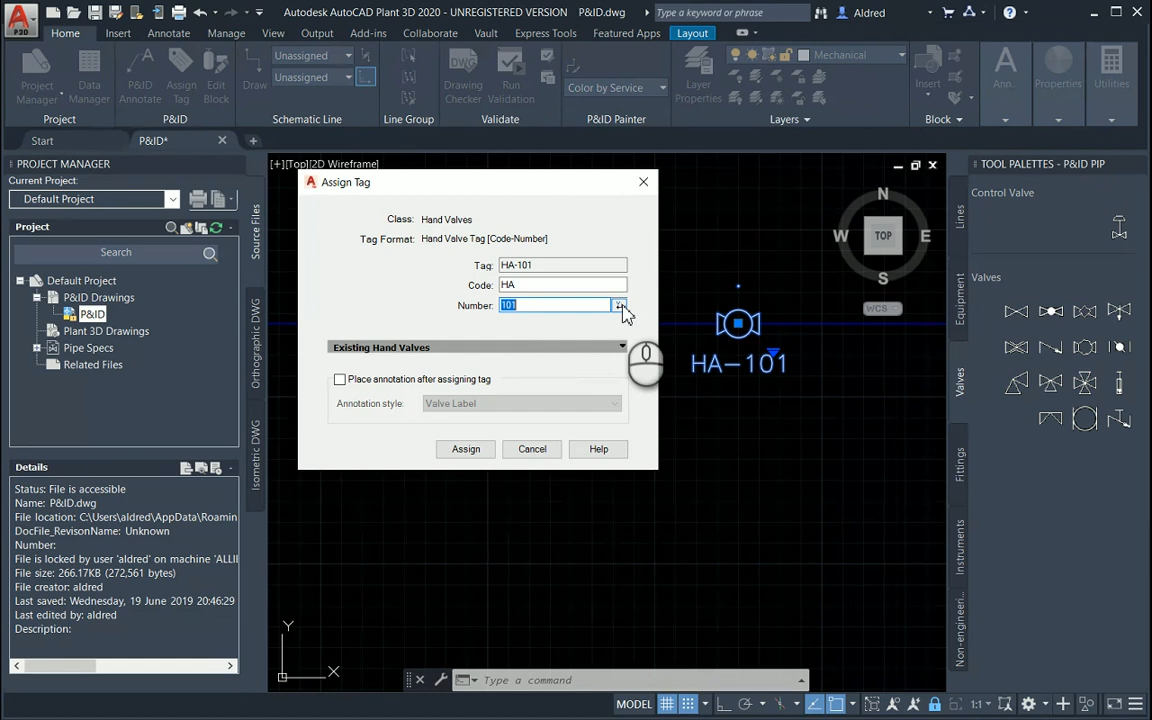 Autodesk AutoCAD Plant 3D 2020 - UNREGISTERED VERSION P&ID.dwg
Type a keyword or phrase
Aldred
P3D
Home Insert Annotate Manage View Output Add-ins Collaborate Vault Express Tools Featured Apps Layout
Project Manager
Data Manager
Project
P&ID Annotate
Assign Tag
Edit Block
P&ID
Draw
Unassigned
Unassigned
Schematic Line
Line Group
Drawing Checker
Run Validation
Validate
Color by Service
P&ID Painter
Layer Properties
Mechanical
Layers
Insert
Block
Ann...
Properties
Utilities
Start
P&ID*
PROJECT MANAGER
Current Project:
Default Project
Project
Search
Default Project
P&ID Drawings
P&ID
Plant 3D Drawings
Pipe Specs
Related Files
Source Files
Orthographic DWG
Isometric DWG
Details
Status: File is accessible
Name: P&ID.dwg
File location: C:\Users\aldred\AppData\Roamin
DocFile_RevisonName: Unknown
Number:
File is locked by user 'aldred' on machine 'ALLII
File size: 266.17KB (272,561 bytes)
File creator: aldred
Last saved: Wednesday, 19 June 2019 20:46:29
Last edited by: aldred
Description:
[+][Top][2D Wireframe]
Assign Tag
Class: Hand Valves
Tag Format: Hand Valve Tag [Code-Number]
Tag: HA-101
Code: HA
Number: 101
Existing Hand Valves
Place annotation after assigning tag
Annotation style: Valve Label
Assign Cancel Help
HA-101
N
W TOP E
S
WCS
Y
X
Type a command
TOOL PALETTES - P&ID PIP
Control Valve
Valves
Lines
Equipment
Valves
Fittings
Instruments
Non-engineeri...
MODEL
1:1